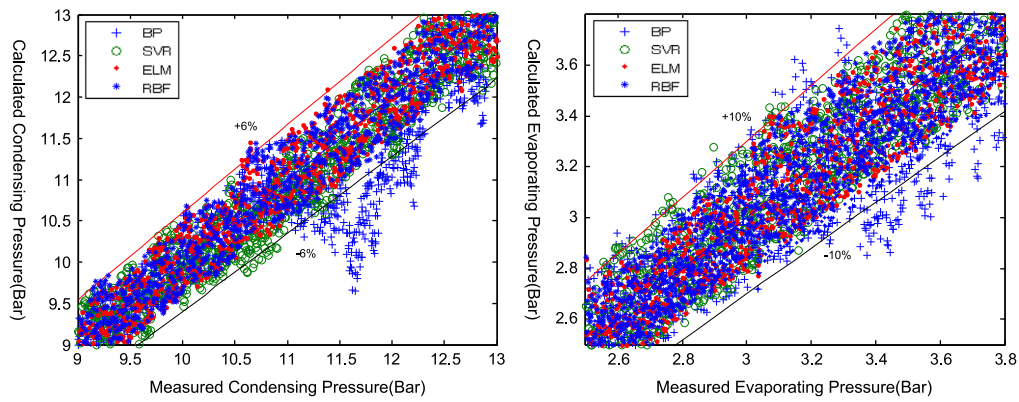 BP
SVR
ELM
RBF
+6%
-6%
13
12.5
12
11.5
11
10.5
10
9.5
9
9
9.5
10
10.5
11
11.5
12
12.5
13
Calculated Condensing Pressure(Bar)
Measured Condensing Pressure(Bar)
BP
SVR
ELM
RBF
+10%
-10%
3.6
3.4
3.2
3
2.8
2.6
2.6
2.8
3
3.2
3.4
3.6
3.8
Calculated Evaporating Pressure(Bar)
Measured Evaporating Pressure(Bar)